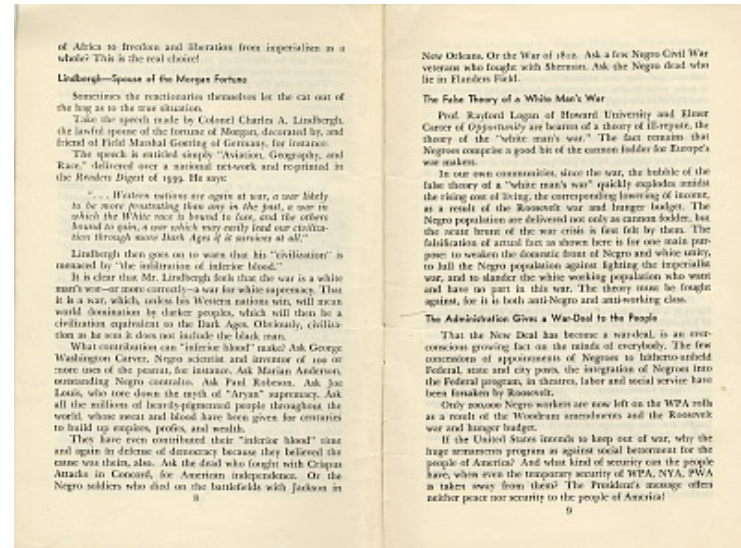 of Africa to freedom and liberation from imperialism as a
whole? This is the real choice!
Lindbergh—Spouse of the Morgan Fortune
Sometimes the reactionaries themselves let the cat out of
the bag as to the true situation.
Take the speech made by Colonel Charles A. Lindbergh,
the lawful spouse of the fortune of Morgan, decorated by, and
friend of Field Marshal Goering of Germany, for instance:
The speech is entitled simply "Aviation, Geography, and
Race," delivered over a national net-work and re-printed in
the Readers Digest of 1939. He says:
". . . Western nations are again at war, a war likely
to be more prostrating than any in the past, a war in
which the White race is bound to lose, and the others
bound to gain, a war which may easily lead our civiliza-
tion through more Dark Ages if it survives at all."
Lindbergh then goes on to warn that his "civilization" is
menaced by "the infiltration of inferior blood."
It is clear that Mr. Lindbergh feels that the war is a white
man's war—or more correctly—a war for white supremacy. That
it is a war, which, unless his Western nations win, will mean
world domination by darker peoples, which will then be a
civilization equivalent to the Dark Ages. Obviously, civiliza-
tion as he sees it does not include the black man.
What contribution can "inferior blood" make? Ask George
Washington Carver, Negro scientist and inventor of 100 or
more uses of the peanut, for instance. Ask Marian Anderson,
outstanding Negro contralto. Ask Paul Robeson. Ask Joe
Louis, who tore down the myth of "Aryan" supremacy. Ask
all the millions of heavily-pigmented people throughout the
world, whose sweat and blood have been given for centuries
to build up empires, profits, and wealth.
They have even contributed their "inferior blood" time
and again in defense of democracy because they believed the
cause was theirs, also. Ask the dead who fought with Crispus
Attucks in Concord, for American independence. Or the
Negro soldiers who died on the battlefields with Jackson in
8
New Orleans. Or the War of 1812. Ask a few Negro Civil War
veterans who fought with Sherman. Ask the Negro dead who
lie in Flanders Field.
The False Theory of a White Man's War
Prof. Rayford Logan of Howard University and Elmer
Carter of Opportunity are bearers of a theory of ill-repute, the
theory of the "white man's war." The fact remains that
Negroes comprise a good bit of the cannon fodder for Europe's
war makers.
In our own communities, since the war, the bubble of the
false theory of a "white man's war" quickly explodes amidst
the rising cost of living, the corresponding lowering of income,
as a result of the Roosevelt war and hunger budget. The
Negro population are delivered not only as cannon fodder, but
the acute brunt of the war crisis is first felt by them. The
falsification of actual fact as shown here is for one main pur-
pose: to weaken the domestic front of Negro and white unity,
to lull the Negro population against fighting the imperialist
war, and to slander the white working population who want
and have no part in this war. The theory must be fought
against, for it is both anti-Negro and anti-working class.
The Administration Gives a War-Deal to the People
That the New Deal has become a war-deal, is an ever-
conscious growing fact on the minds of everybody. The few
concessions of appointments of Negroes to hitherto-unheld
Federal, state and city posts, the integration of Negroes into
the Federal program, in theatres, labor and social service have
been forsaken by Roosevelt.
Only 200,000 Negro workers are now left on the WPA rolls
as a result of the Woodrum amendments and the Roosevelt
war and hunger budget.
If the United States intends to keep out of war, why the
huge armaments program as against social betterment for the
people of America? And what kind of security can the people
have, when even the temporary security of WPA, NYA, PWA
is taken away from them? The President's message offers
neither peace nor security to the people of America!
9